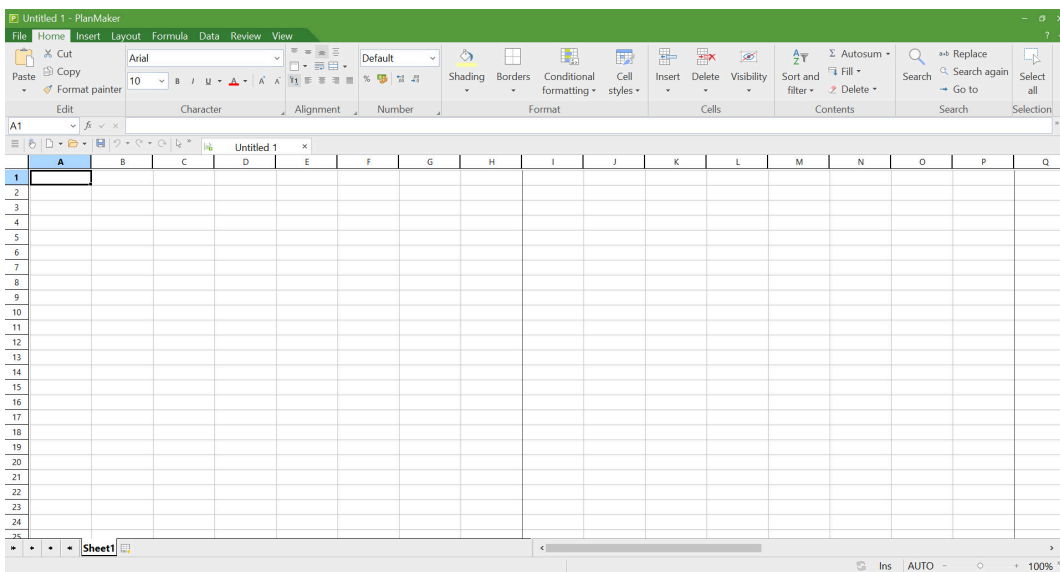 Untitled 1 - PlanMaker
File Home Insert Layout Formula Data Review View
Cut
Copy
Paste
Format painter
Edit
Arial
10
B I U A A A
Character
Alignment
Default
%
Number
Shading Borders Conditional formatting Cell styles
Format
Insert Delete Visibility
Cells
Sort and filter
Σ Autosum
Fill
Delete
Contents
Search
Replace
Search again
Go to
Search
Select all
Selection
A1 fx
Untitled 1 ×
A B C D E F G H I J K L M N O P Q
1
2
3
4
5
6
7
8
9
10
11
12
13
14
15
16
17
18
19
20
21
22
23
24
25
Sheet1
Ins AUTO - + 100%